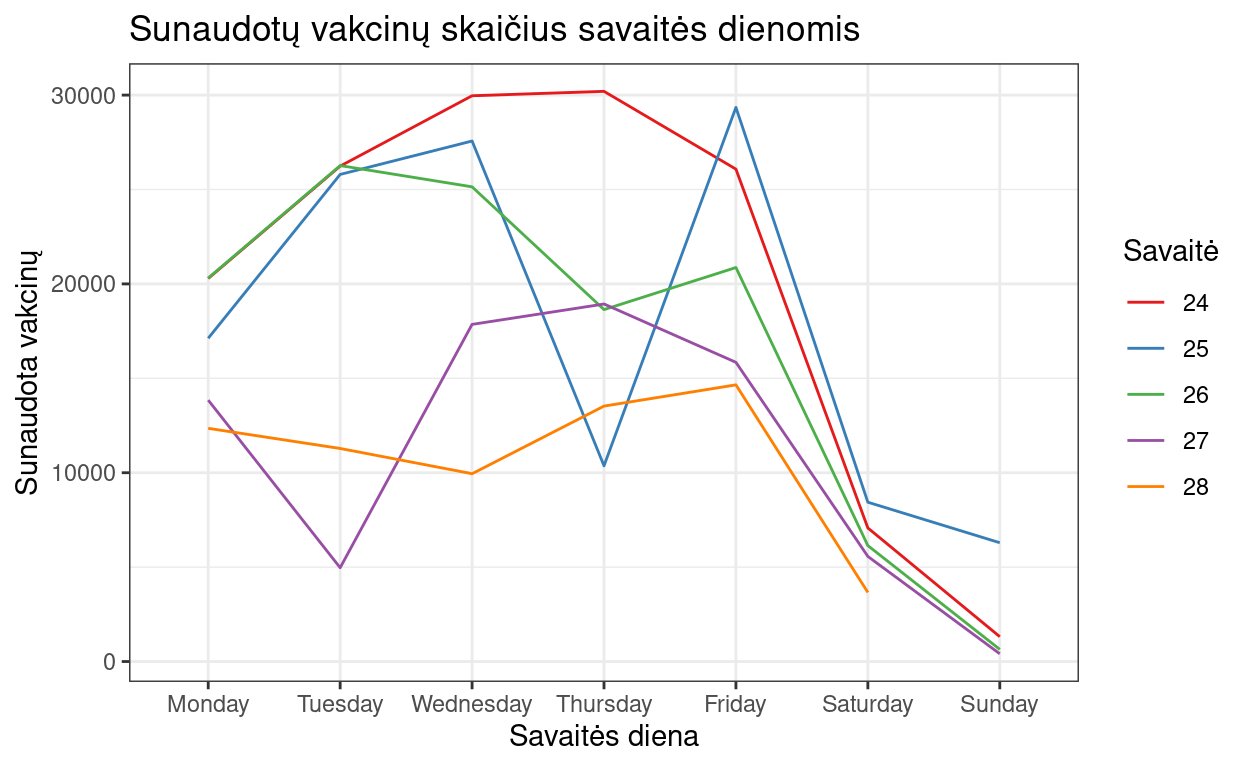 Sunaudotų vakcinų skaičius savaitės dienomis
Sunaudota vakcinų
30000
20000
10000
0
Monday Tuesday Wednesday Thursday Friday Saturday Sunday
Savaitės diena
Savaitė
24
25
26
27
28